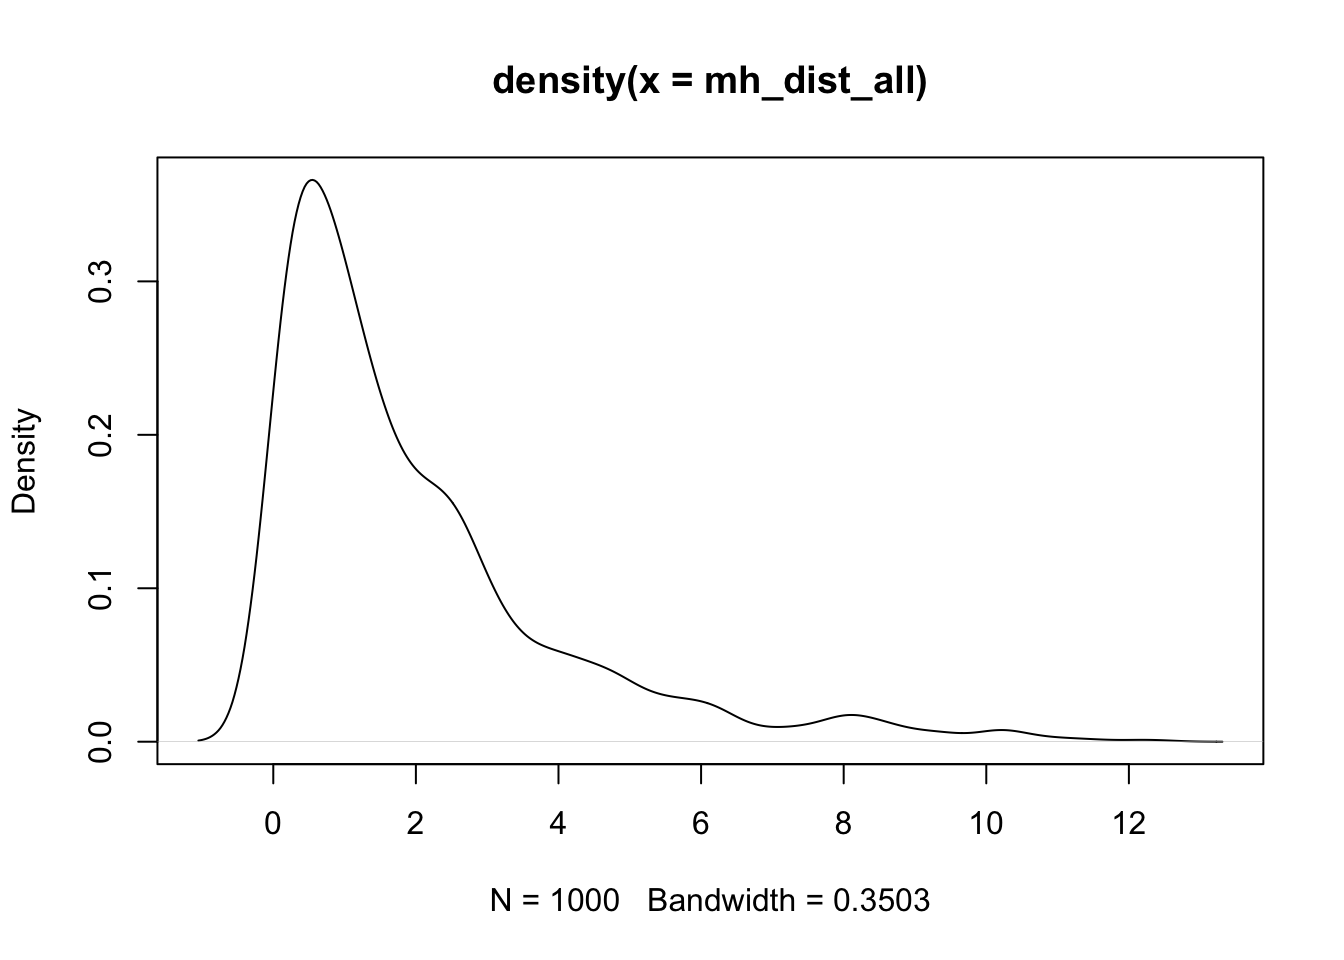 density(x = mh_dist_all)
Density
0.3
0.2
0.1
0.0
0 2 4 6 8 10 12
N = 1000   Bandwidth = 0.3503